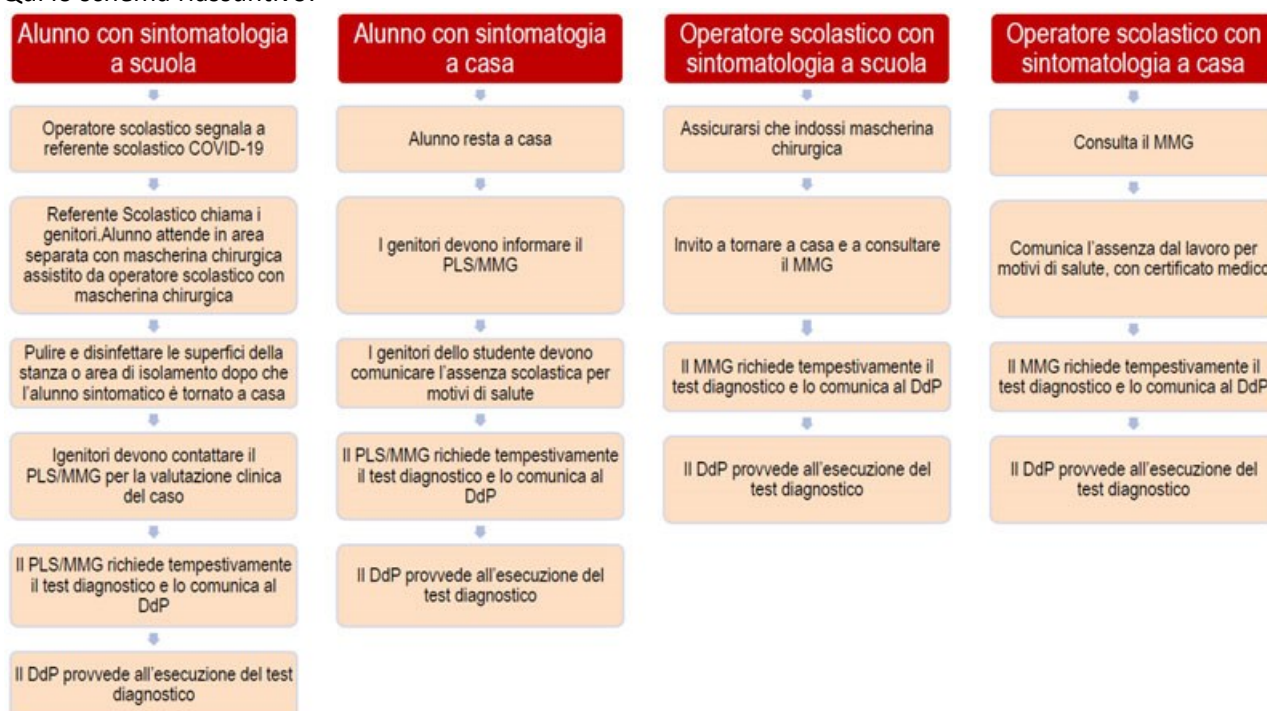 Qui lo schema riassuntivo:
Alunno con sintomatologia
a scuola
Operatore scolastico segnala a
referente scolastico COVID-19
Referente Scolastico chiama i
genitori.Alunno attende in area
separata con mascherina chirurgica
assistito da operatore scolastico con
mascherina chirurgica
Pulire e disinfettare le superfici della
stanza o area di isolamento dopo che
l'alunno sintomatico è tornato a casa
Igenitori devono contattare il
PLS/MMG per la valutazione clinica
del caso
Il PLS/MMG richiede tempestivamente
il test diagnostico e lo comunica al
DdP
Il DdP provvede all'esecuzione del test
diagnostico
Alunno con sintomatogia
a casa
Alunno resta a casa
I genitori devono informare il
PLS/MMG
I genitori dello studente devono
comunicare l'assenza scolastica per
motivi di salute
Il PLS/MMG richiede tempestivamente
il test diagnostico e lo comunica al
DdP
Il DdP provvede all'esecuzione del
test diagnostico
Operatore scolastico con
sintomatologia a scuola
Assicurarsi che indossi mascherina
chirurgica
Invito a tornare a casa e a consultare
il MMG
Il MMG richiede tempestivamente il
test diagnostico e lo comunica al DdP
Il DdP provvede all'esecuzione del
test diagnostico
Operatore scolastico con
sintomatologia a casa
Consulta il MMG
Comunica l'assenza dal lavoro per
motivi di salute, con certificato medico
Il MMG richiede tempestivamente il
test diagnostico e lo comunica al DdP
Il DdP provvede all'esecuzione del
test diagnostico